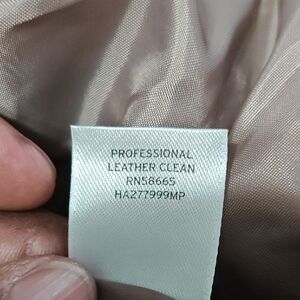 PROFESSIONAL
LEATHER CLEAN
RN58665
HA277999MP